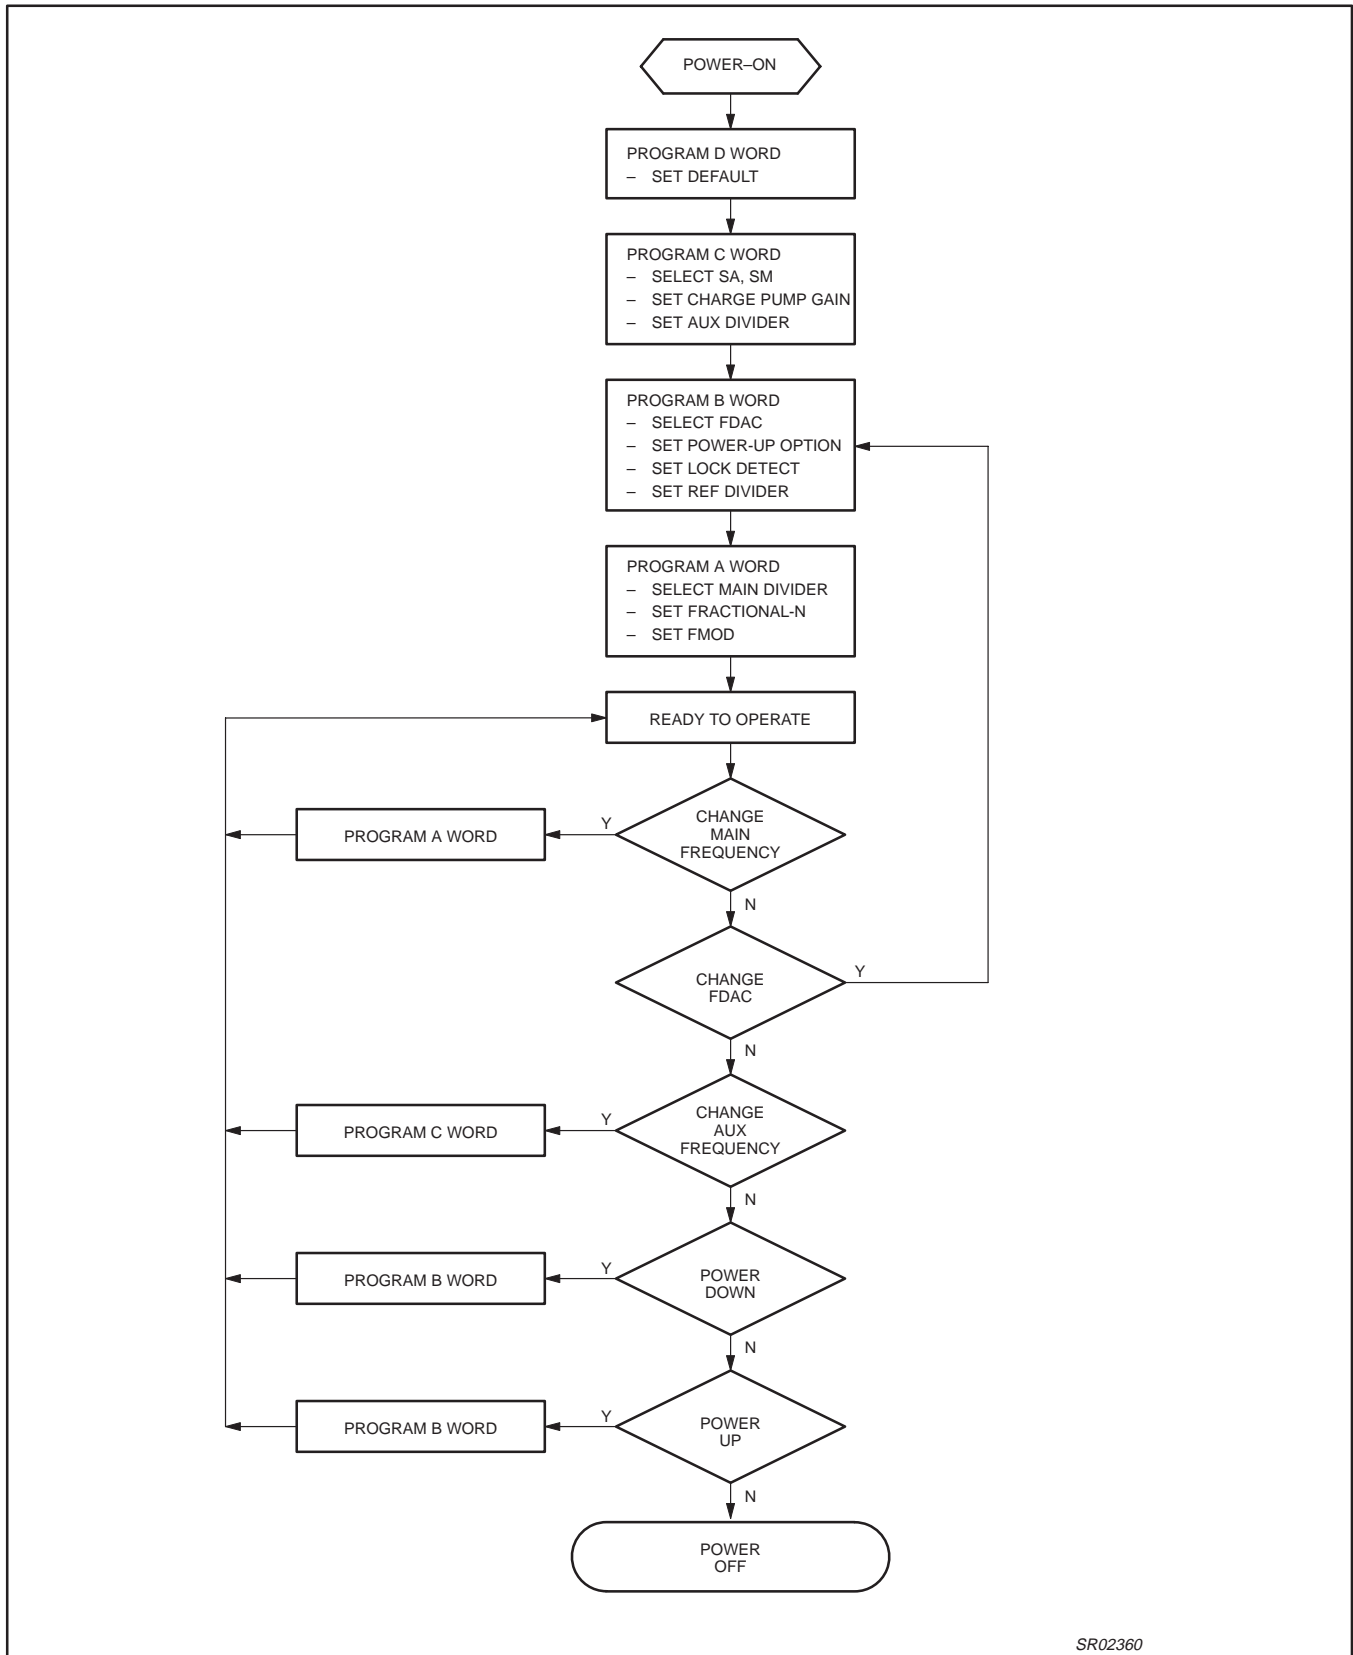 POWER–ON
PROGRAM D WORD
– SET DEFAULT
PROGRAM C WORD
– SELECT SA, SM
– SET CHARGE PUMP GAIN
– SET AUX DIVIDER
PROGRAM B WORD
– SELECT FDAC
– SET POWER-UP OPTION
– SET LOCK DETECT
– SET REF DIVIDER
PROGRAM A WORD
– SELECT MAIN DIVIDER
– SET FRACTIONAL-N
– SET FMOD
READY TO OPERATE
CHANGE
MAIN
FREQUENCY
Y
PROGRAM A WORD
N
CHANGE
FDAC
Y
N
CHANGE
AUX
FREQUENCY
Y
PROGRAM C WORD
N
POWER
DOWN
Y
PROGRAM B WORD
N
POWER
UP
Y
PROGRAM B WORD
N
POWER
OFF
SR02360